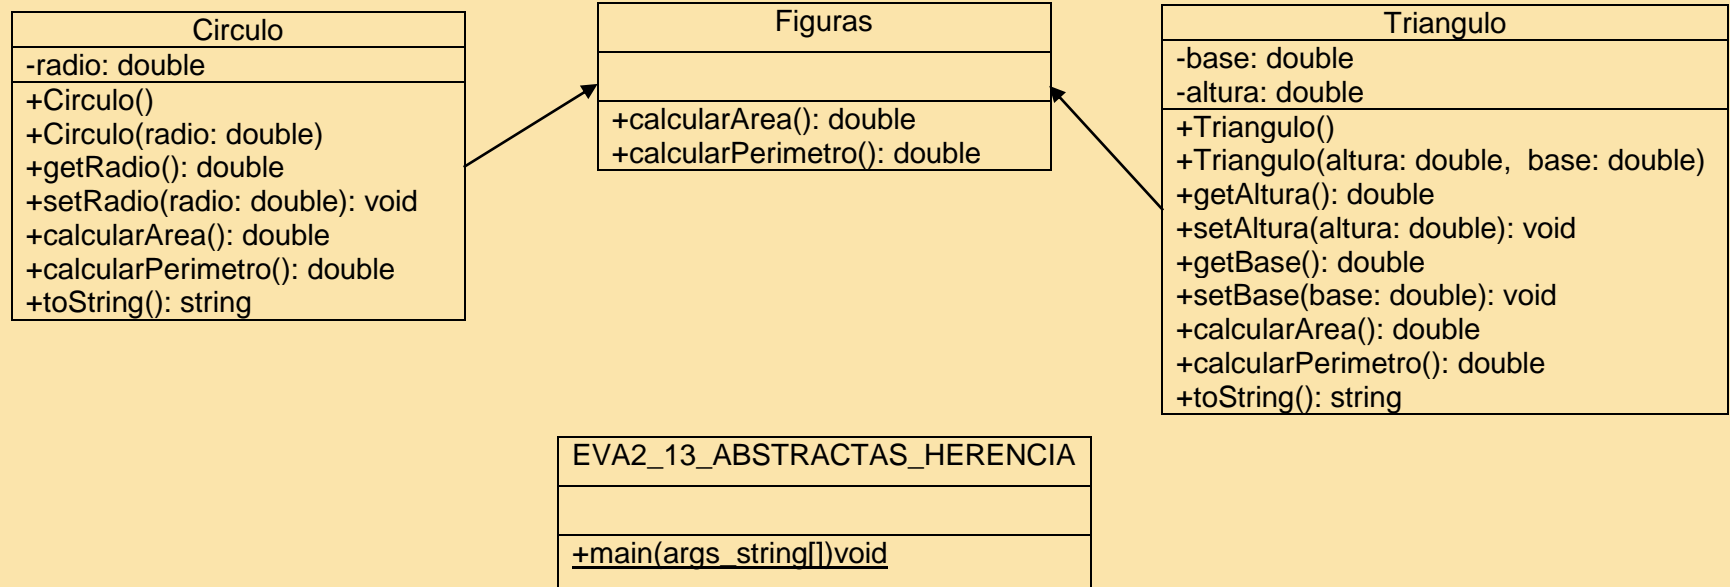 Circulo
-radio: double
+Circulo()
+Circulo(radio: double)
+getRadio(): double
+setRadio(radio: double): void
+calcularArea(): double
+calcularPerimetro(): double
+toString(): string
Figuras
+calcularArea(): double
+calcularPerimetro(): double
Triangulo
-base: double
-altura: double
+Triangulo()
+Triangulo(altura: double,  base: double)
+getAltura(): double
+setAltura(altura: double): void
+getBase(): double
+setBase(base: double): void
+calcularArea(): double
+calcularPerimetro(): double
+toString(): string
EVA2_13_ABSTRACTAS_HERENCIA
+main(args_string[])void